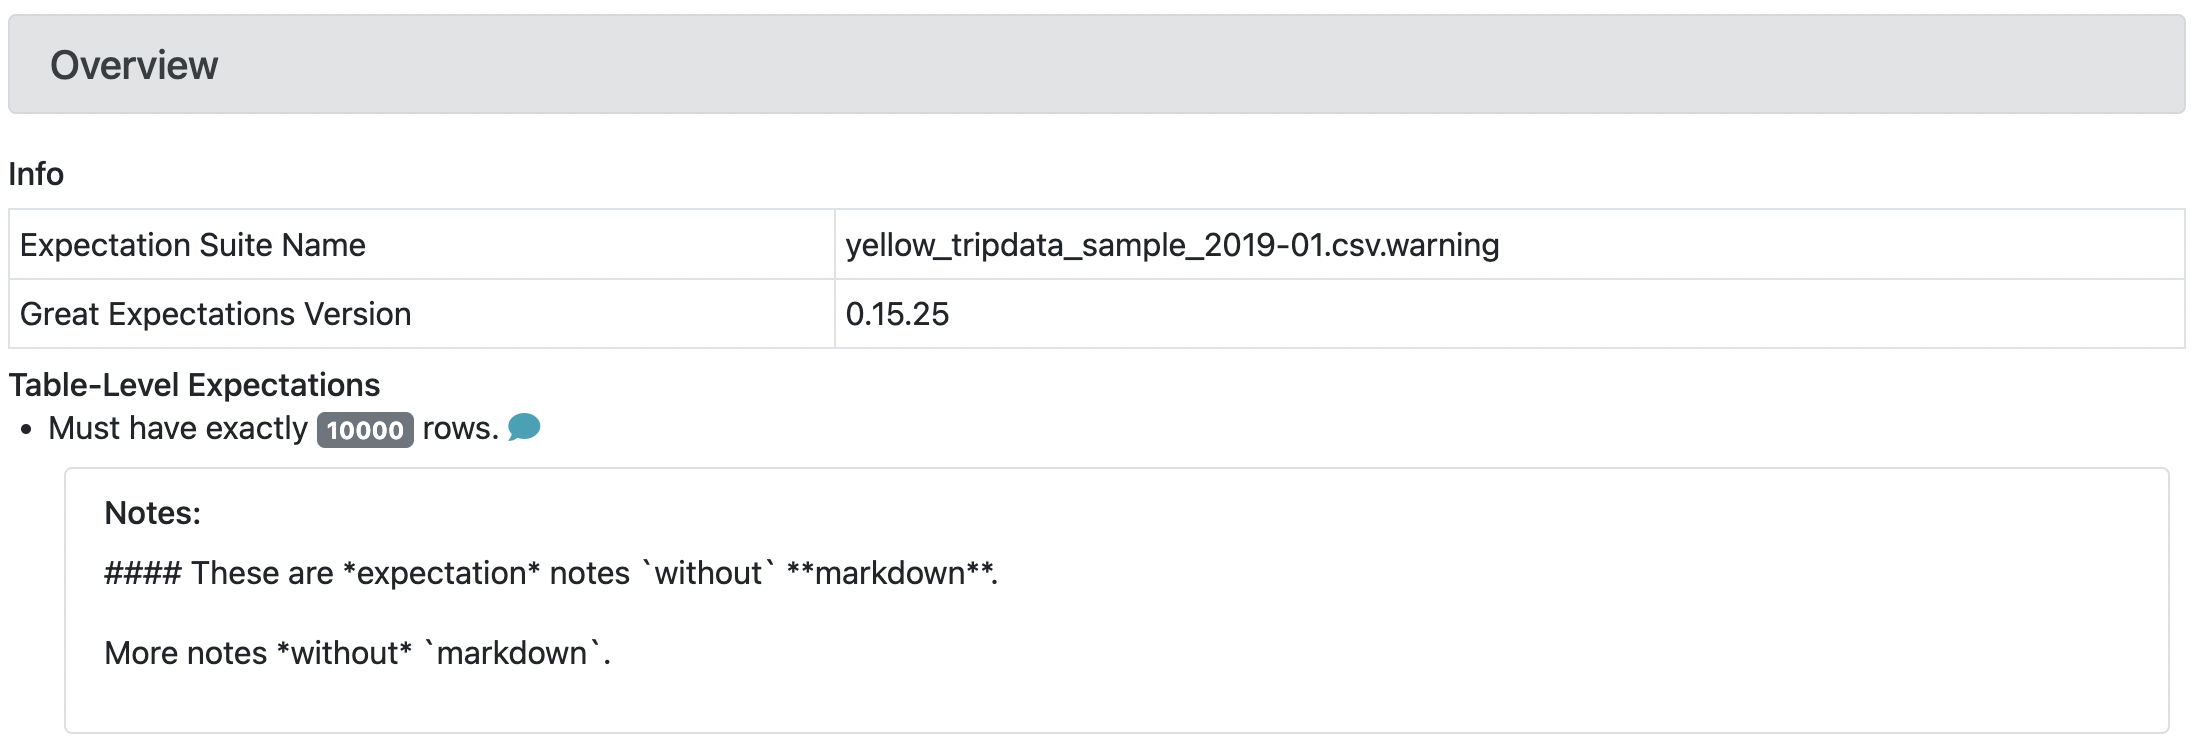 Overview
Info
Expectation Suite Name yellow_tripdata_sample_2019-01.csv.warning
Great Expectations Version 0.15.25
Table-Level Expectations
• Must have exactly 10000 rows.
Notes:
#### These are *expectation* notes `without` **markdown**.
More notes *without* `markdown`.